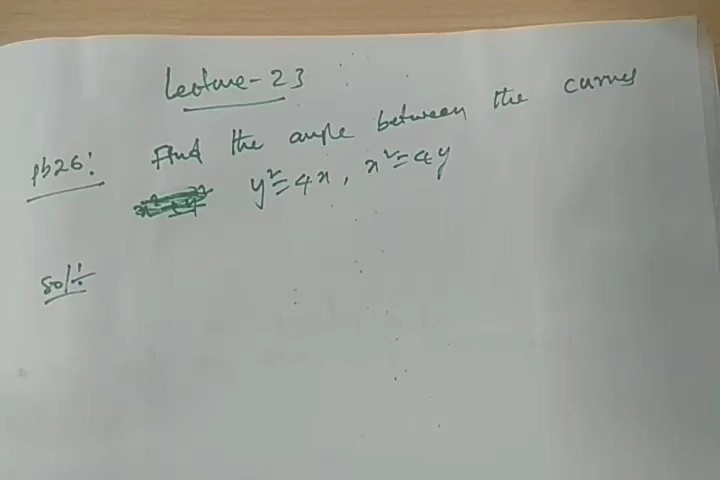 Lecture-23
Pb26: Find the angle between the curves
y²=4x, x²=4y
Sol: